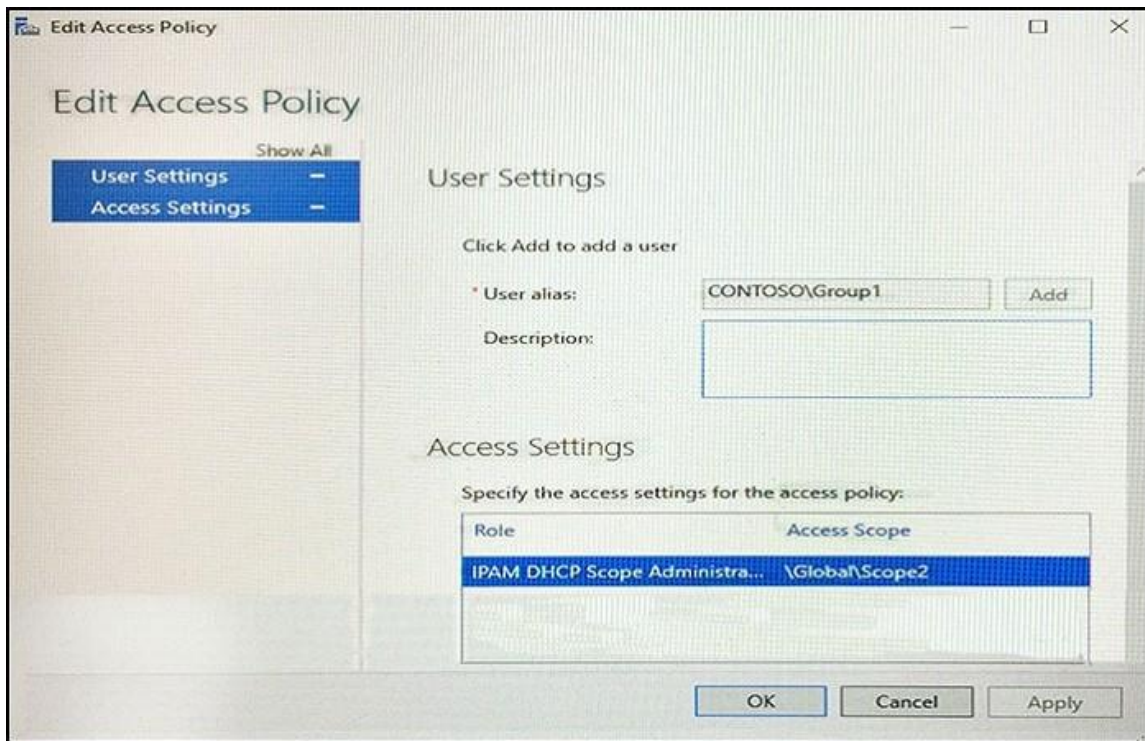 Edit Access Policy
Edit Access Policy
Show All
User Settings
Access Settings
User Settings
Click Add to add a user
* User alias: CONTOSO\Group1 Add
Description:
Access Settings
Specify the access settings for the access policy:
Role Access Scope
IPAM DHCP Scope Administra... \Global\Scope2
OK Cancel Apply